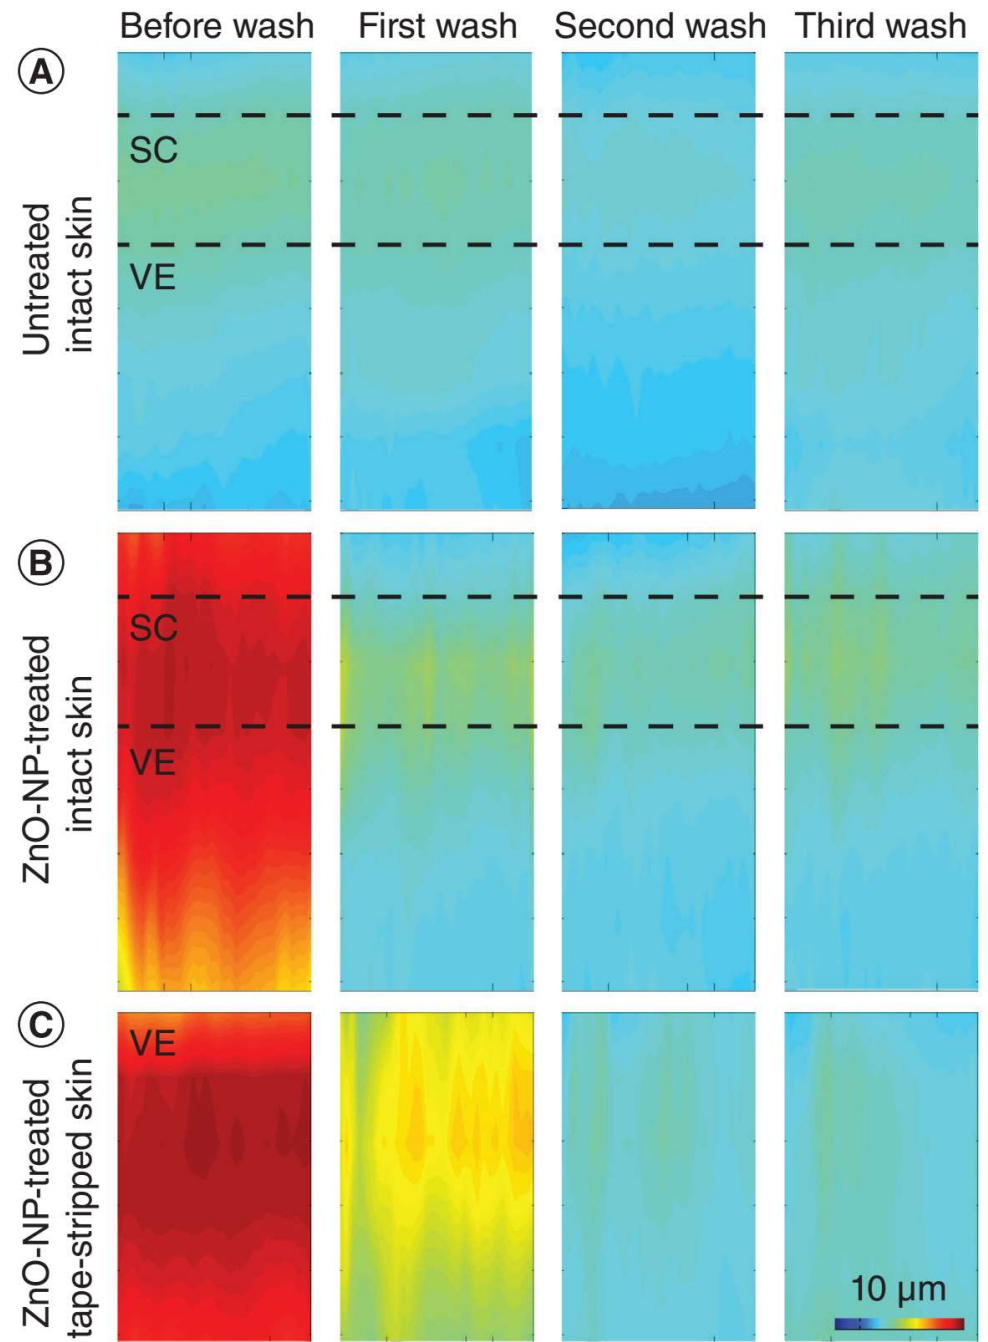 Before wash First wash Second wash Third wash
A
Untreated
intact skin
SC
VE
B
ZnO-NP-treated
intact skin
SC
VE
C
ZnO-NP-treated
tape-stripped skin
VE
10 µm